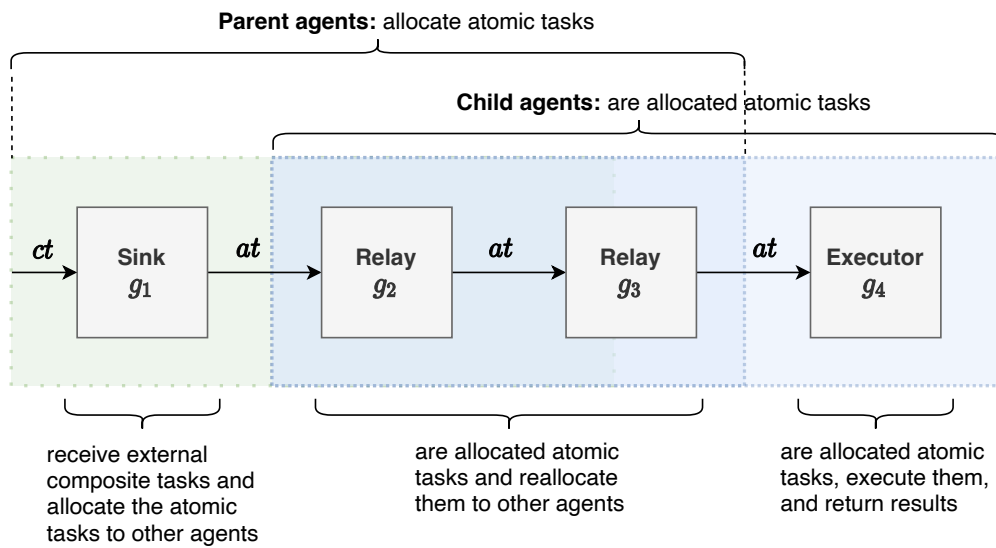 Parent agents: allocate atomic tasks
Child agents: are allocated atomic tasks
ct
at
at
at
Sink
g1
Relay
g2
Relay
g3
Executor
g4
receive external
composite tasks and
allocate the atomic
tasks to other agents
are allocated atomic
tasks and reallocate
them to other agents
are allocated atomic
tasks, execute them,
and return results